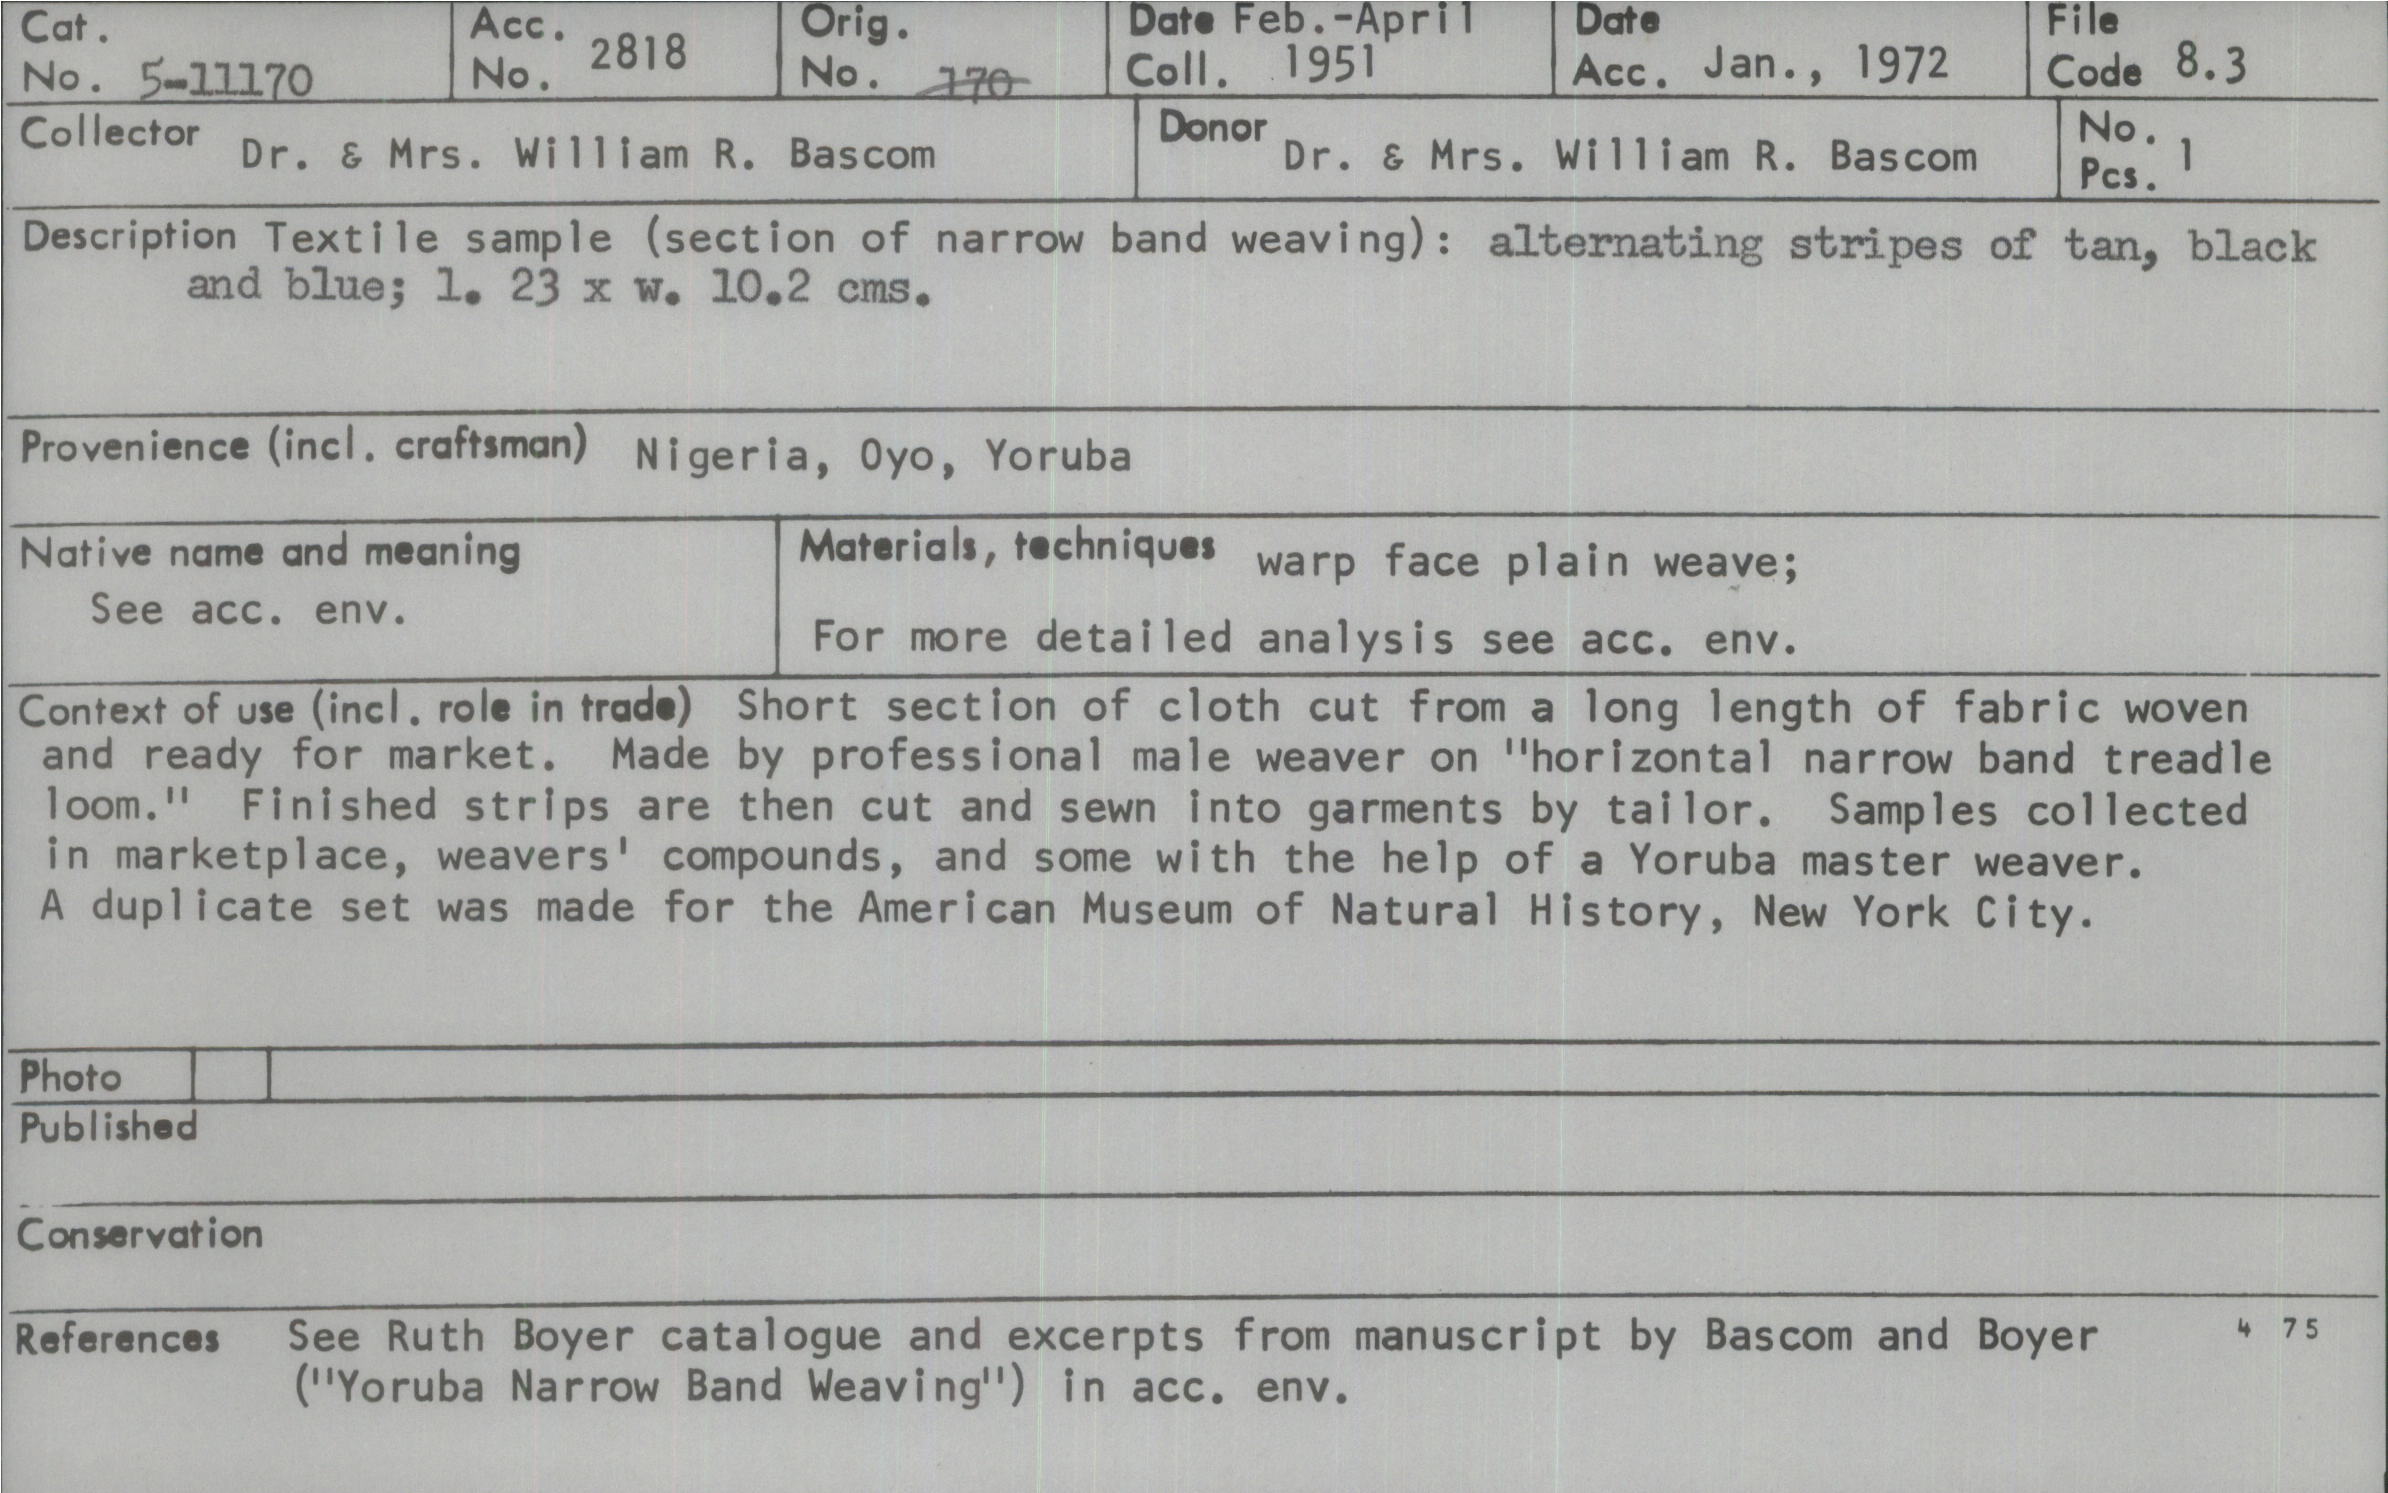 Cat. No. 5-11170
Acc. No. 2818
Orig. No. 170
Date Coll. Feb.-April 1951
Date Acc. Jan., 1972
File Code 8.3
Collector Dr. & Mrs. William R. Bascom
Donor Dr. & Mrs. William R. Bascom
No. Pcs. 1
Description Textile sample (section of narrow band weaving): alternating stripes of tan, black
and blue; l. 23 x w. 10.2 cms.
Provenience (incl. craftsman) Nigeria, Oyo, Yoruba
Native name and meaning
See acc. env.
Materials, techniques warp face plain weave;
For more detailed analysis see acc. env.
Context of use (incl. role in trade) Short section of cloth cut from a long length of fabric woven
and ready for market. Made by professional male weaver on "horizontal narrow band treadle
loom." Finished strips are then cut and sewn into garments by tailor. Samples collected
in marketplace, weavers' compounds, and some with the help of a Yoruba master weaver.
A duplicate set was made for the American Museum of Natural History, New York City.
Photo
Published
Conservation
References See Ruth Boyer catalogue and excerpts from manuscript by Bascom and Boyer 4 75
("Yoruba Narrow Band Weaving") in acc. env.